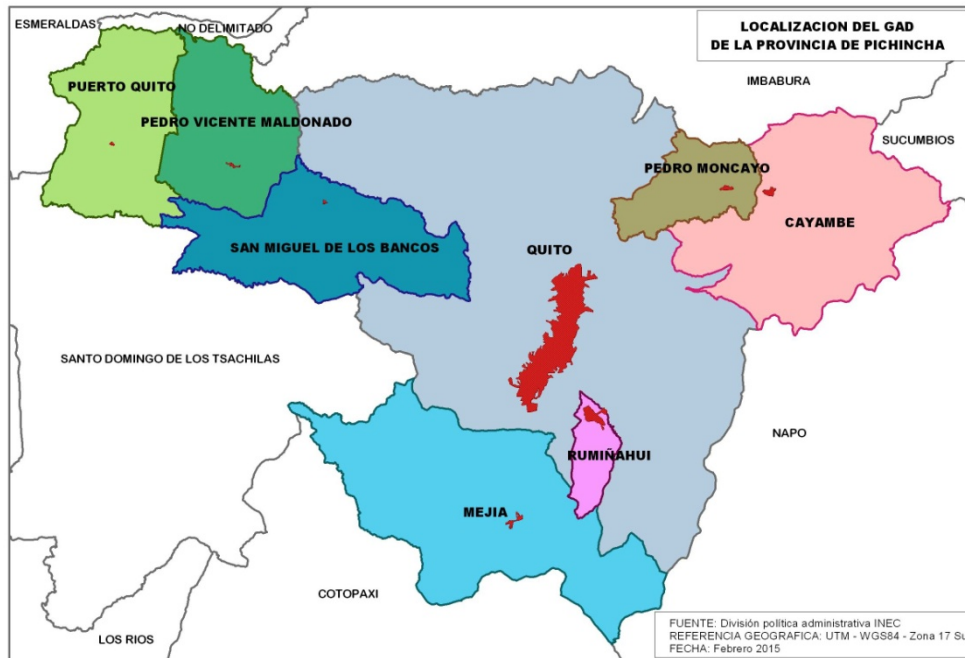 ESMERALDAS
NO DELIMITADO
LOCALIZACION DEL GAD
DE LA PROVINCIA DE PICHINCHA
IMBABURA
PUERTO QUITO
PEDRO VICENTE MALDONADO
SUCUMBIOS
PEDRO MONCAYO
CAYAMBE
SAN MIGUEL DE LOS BANCOS
QUITO
SANTO DOMINGO DE LOS TSACHILAS
NAPO
RUMIÑAHUI
MEJIA
COTOPAXI
LOS RIOS
FUENTE: División política administrativa INEC
REFERENCIA GEOGRAFICA: UTM - WGS84 - Zona 17 Su
FECHA: Febrero 2015